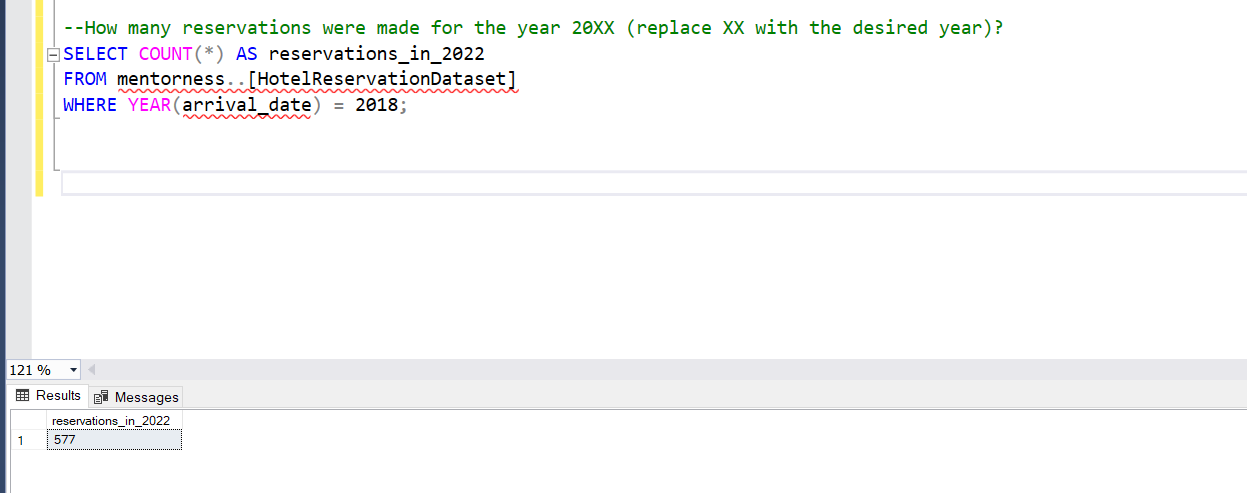 --How many reservations were made for the year 20XX (replace XX with the desired year)?
SELECT COUNT(*) AS reservations_in_2022
FROM mentorness..[HotelReservationDataset]
WHERE YEAR(arrival_date) = 2018;
121 %
Results Messages
reservations_in_2022
1 577